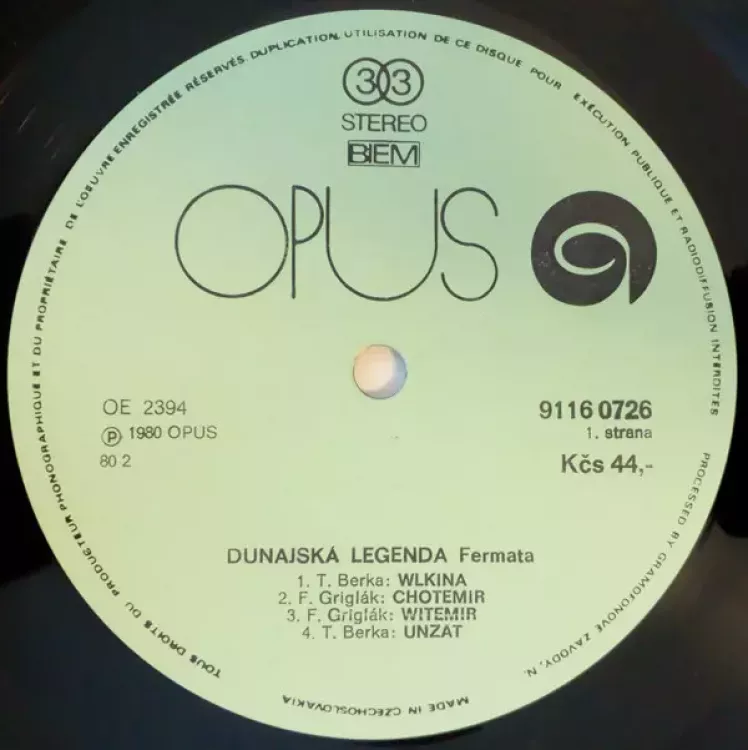 TOUS DROITS DU PRODUCTEUR PHONOGRAPHIQUE ET DU PROPRIÉTAIRE DE L'OEUVRE ENREGISTRÉE RÉSERVÉS. DUPLICATION, UTILISATION DE CE DISQUE POUR EXÉCUTION PUBLIQUE ET RADIODIFFUSION INTERDITES
33
STEREO
BIEM
OPUS
OE 2394
℗ 1980 OPUS
80 2
9116 0726
1. strana
Kčs 44,-
DUNAJSKÁ LEGENDA Fermata
1. T. Berka: WLKINA
2. F. Griglák: CHOTEMIR
3. F. Griglák: WITEMIR
4. T. Berka: UNZAT
PROCESSED BY GRAMOFONOVÉ ZÁVODY, N.
MADE IN CZECHOSLOVAKIA